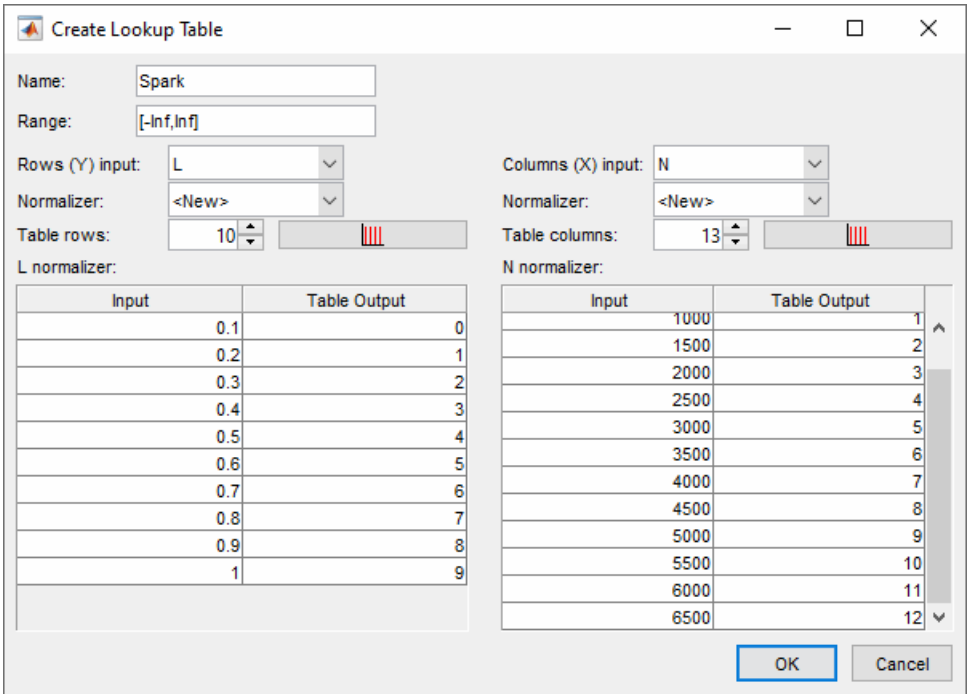 Create Lookup Table
Name: Spark
Range: [-Inf,Inf]
Rows (Y) input: L Columns (X) input: N
Normalizer: <New> Normalizer: <New>
Table rows: 10 Table columns: 13
L normalizer: N normalizer:
Input Table Output Input Table Output
0.1 0 1000 1
0.2 1 1500 2
0.3 2 2000 3
0.4 3 2500 4
0.5 4 3000 5
0.6 5 3500 6
0.7 6 4000 7
0.8 7 4500 8
0.9 8 5000 9
1 9 5500 10
6000 11
6500 12
OK Cancel